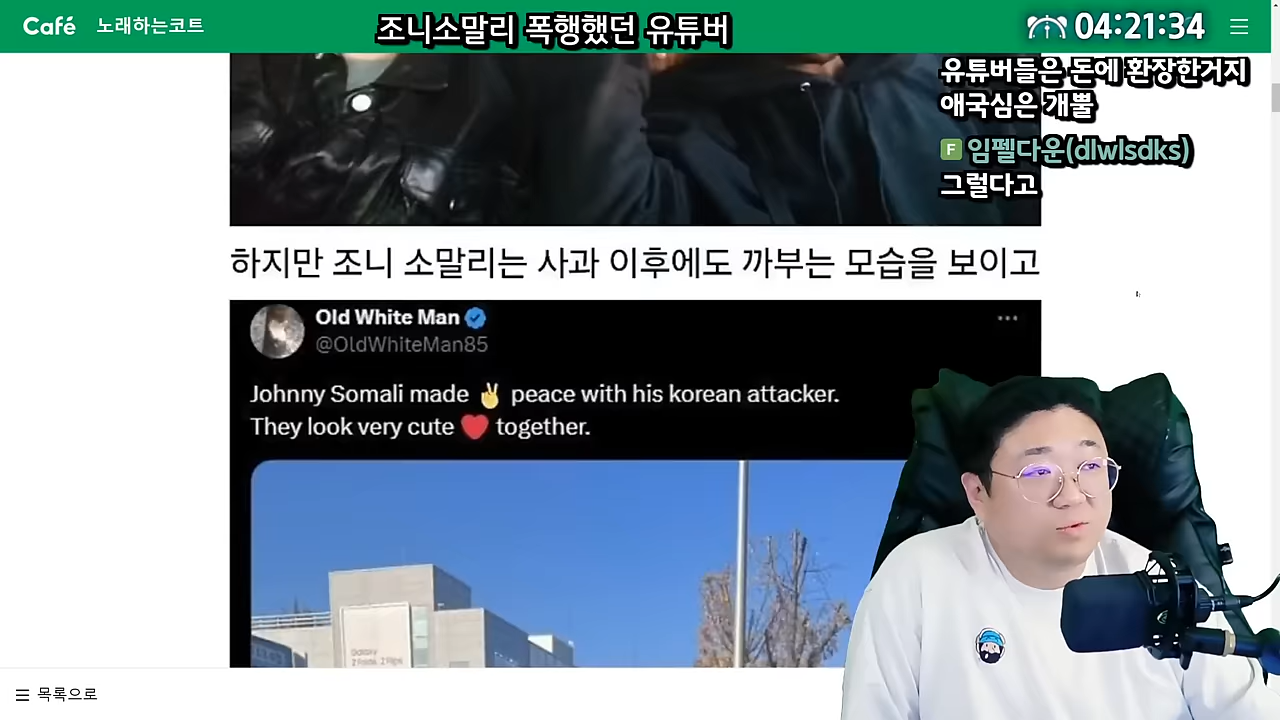 Café 노래하는코트
조니소말리 폭행했던 유튜버
04:21:34
유튜버들은 돈에 환장한거지
애국심은 개뿔
F 임펠다운(dlwlsdks)
그럴다고
하지만 조니 소말리는 사과 이후에도 까부는 모습을 보이고
Old White Man
@OldWhiteMan85
Johnny Somali made ✌ peace with his korean attacker.
They look very cute ❤ together.
Galaxy
Z Fold6, Z Flip6
목록으로